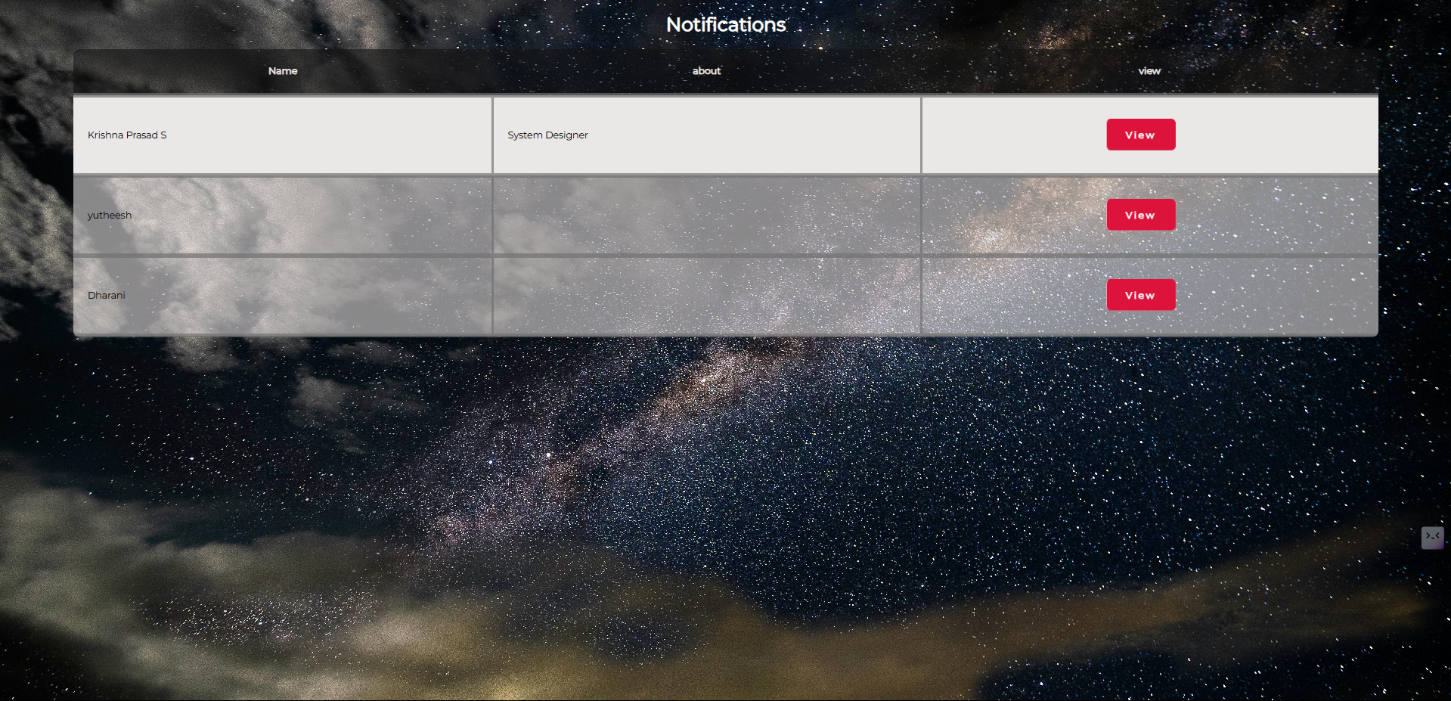 Notifications
Name about view
Krishna Prasad S System Designer View
yutheesh View
Dharani View